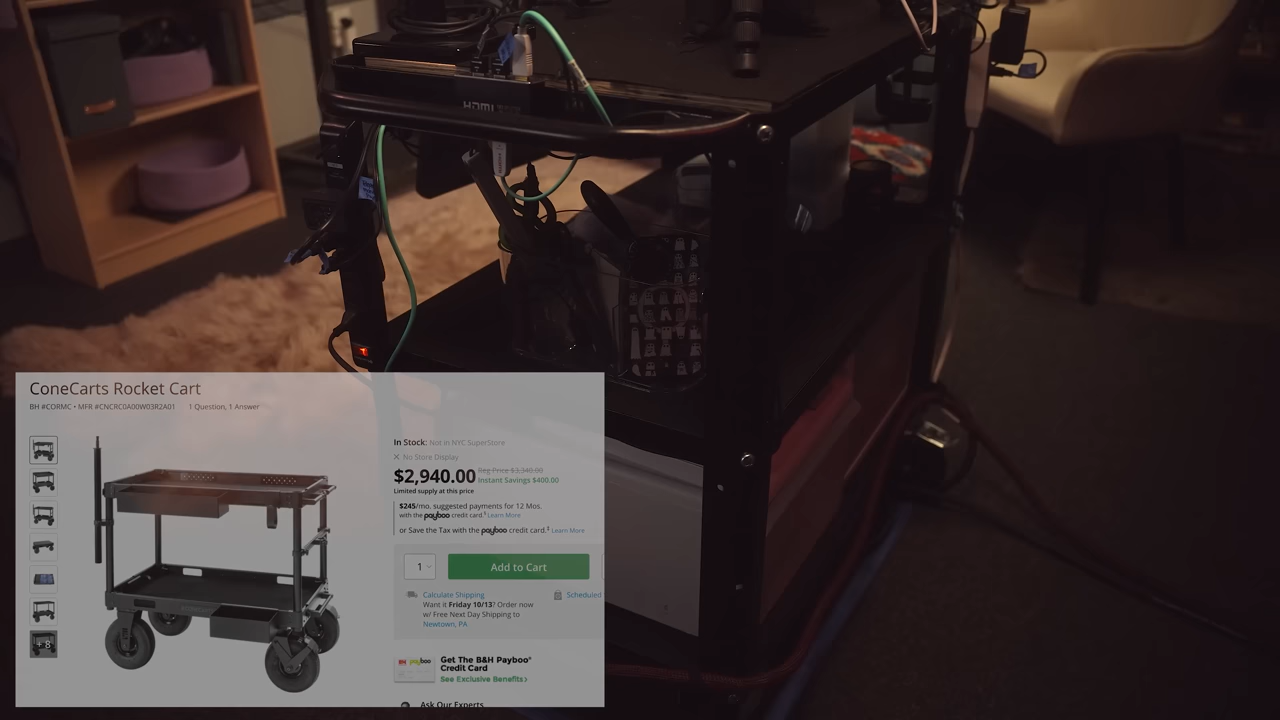 HDMI
ConeCarts Rocket Cart
BH #CORMC • MFR #CNCRC0A00W03R2A01 1 Question, 1 Answer
In Stock: Not in NYC SuperStore
No Store Display
$2,940.00 Reg Price $3,340.00
Instant Savings $400.00
Limited supply at this price
$245/mo. suggested payments for 12 Mos.
with the payboo credit card.¹ Learn More
or Save the Tax with the payboo credit card.² Learn More
1 Add to Cart
Calculate Shipping Scheduled
Want it Friday 10/13? Order now
w/ Free Next Day Shipping to
Newtown, PA
+ 8
BH payboo
Get The B&H Payboo®
Credit Card
See Exclusive Benefits
Ask Our Experts